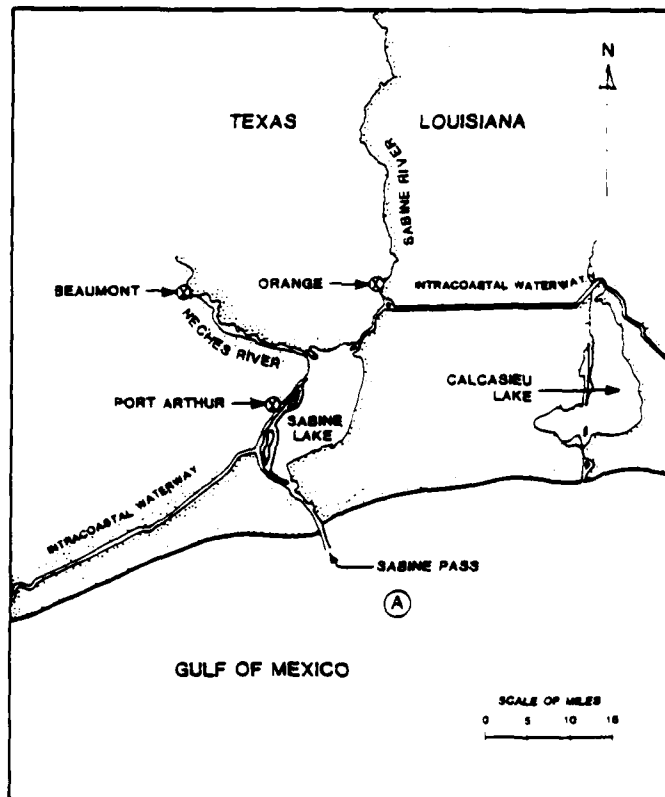 N
TEXAS
LOUISIANA
SABINE RIVER
BEAUMONT
ORANGE
INTRACOASTAL WATERWAY
NECHES RIVER
PORT ARTHUR
SABINE
LAKE
CALCASIEU
LAKE
INTRACOASTAL WATERWAY
SABINE PASS
A
GULF OF MEXICO
SCALE OF MILES
0 5 10 15